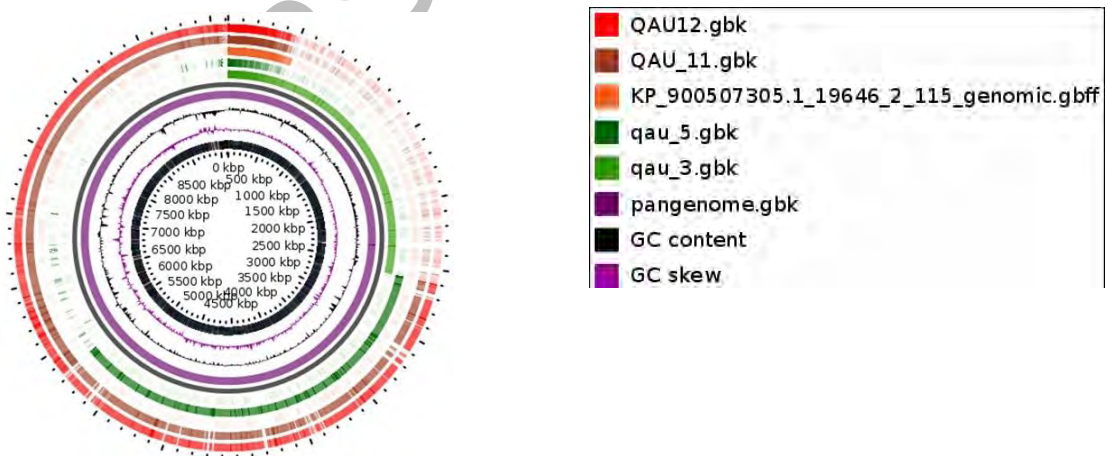 0 kbp
500 kbp
1000 kbp
1500 kbp
2000 kbp
2500 kbp
3000 kbp
3500 kbp
4000 kbp
4500 kbp
5000 kbp
5500 kbp
6000 kbp
6500 kbp
7000 kbp
7500 kbp
8000 kbp
8500 kbp
QAU12.gbk
QAU_11.gbk
KP_900507305.1_19646_2_115_genomic.gbff
qau_5.gbk
qau_3.gbk
pangenome.gbk
GC content
GC skew